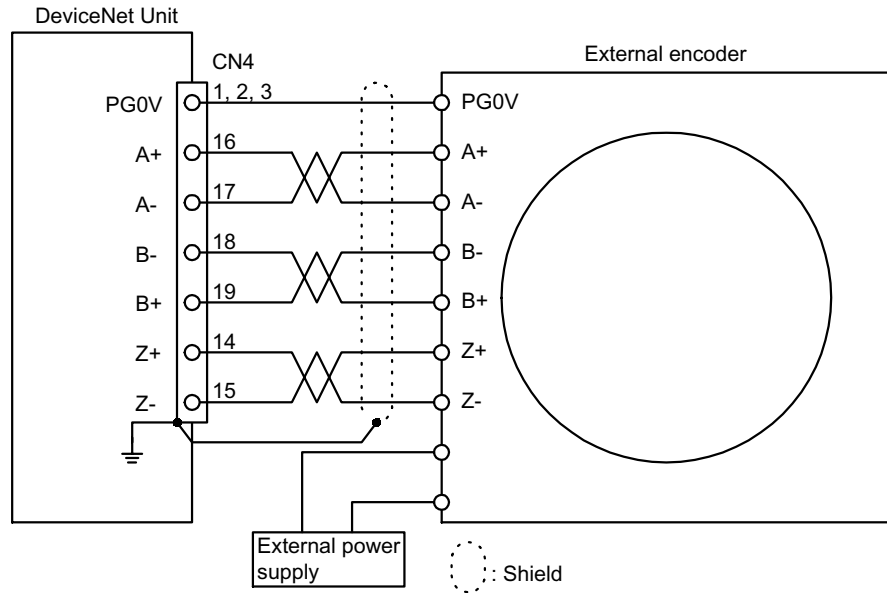 DeviceNet Unit
External encoder
CN4
PG0V
1, 2, 3
PG0V
A+
16
A+
A-
17
A-
B-
18
B-
B+
19
B+
Z+
14
Z+
Z-
15
Z-
External power
supply
: Shield